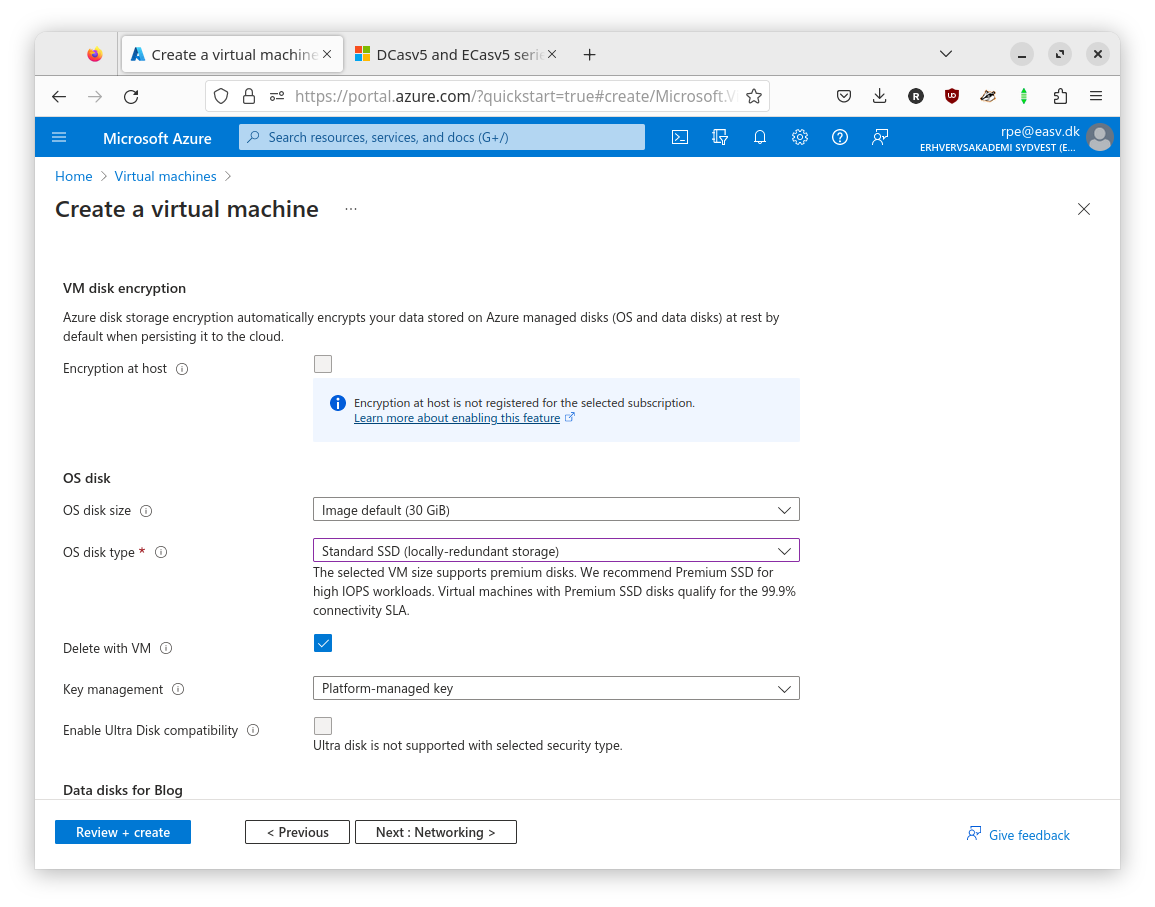 Create a virtual machine
DCasv5 and ECasv5 serie
https://portal.azure.com/?quickstart=true#create/Microsoft.V
R
Microsoft Azure
Search resources, services, and docs (G+/)
rpe@easv.dk
ERHVERVSAKADEMI SYDVEST (E...
Home > Virtual machines >
Create a virtual machine ...
VM disk encryption
Azure disk storage encryption automatically encrypts your data stored on Azure managed disks (OS and data disks) at rest by
default when persisting it to the cloud.
Encryption at host
Encryption at host is not registered for the selected subscription.
Learn more about enabling this feature
OS disk
OS disk size
Image default (30 GiB)
OS disk type *
Standard SSD (locally-redundant storage)
The selected VM size supports premium disks. We recommend Premium SSD for
high IOPS workloads. Virtual machines with Premium SSD disks qualify for the 99.9%
connectivity SLA.
Delete with VM
Key management
Platform-managed key
Enable Ultra Disk compatibility
Ultra disk is not supported with selected security type.
Data disks for Blog
Review + create
< Previous
Next : Networking >
Give feedback